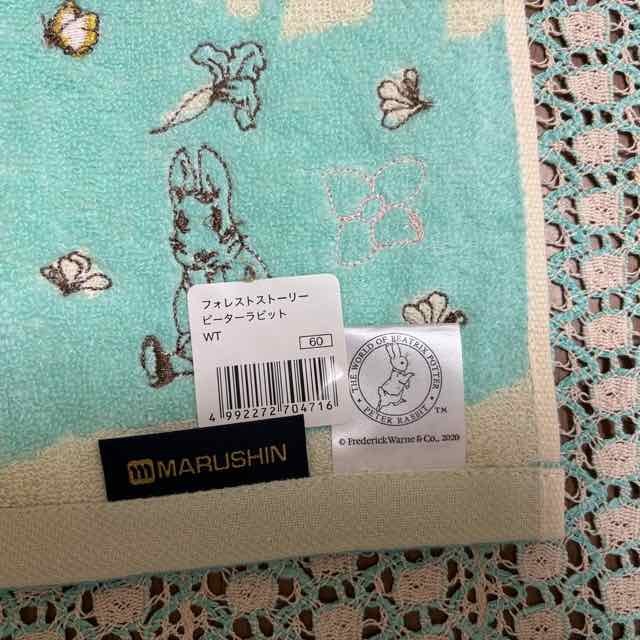 フォレストストーリー
ピーターラビット
WT
60
4 992272 704716
THE WORLD OF BEATRIX POTTER
PETER RABBIT
TM
© Frederick Warne & Co., 2020
m MARUSHIN